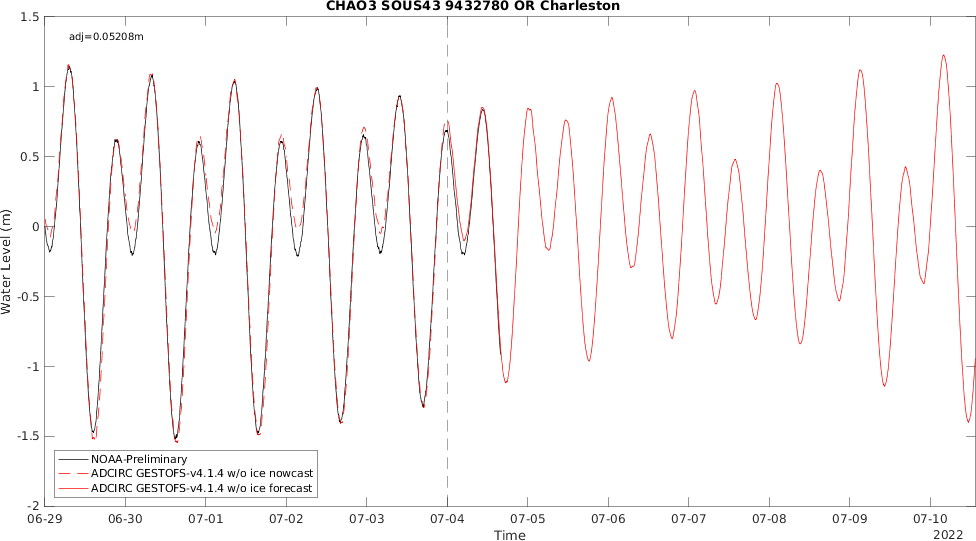 CHAO3 SOUS43 9432780 OR Charleston
adj=0.05208m
1.5
1
0.5
0
-0.5
-1
-1.5
-2
Water Level (m)
NOAA-Preliminary
ADCIRC GESTOFS-v4.1.4 w/o ice nowcast
ADCIRC GESTOFS-v4.1.4 w/o ice forecast
06-29 06-30 07-01 07-02 07-03 07-04 07-05 07-06 07-07 07-08 07-09 07-10
Time
2022